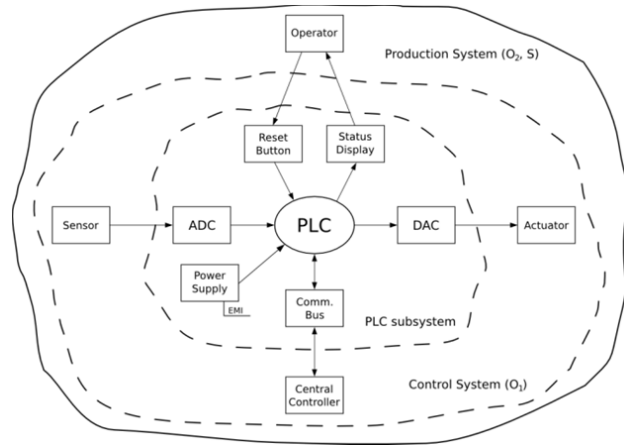 Operator
Production System (O₂, S)
Reset
Button
Status
Display
Sensor
ADC
PLC
DAC
Actuator
Power
Supply
EMI
Comm.
Bus
PLC subsystem
Central
Controller
Control System (O₁)